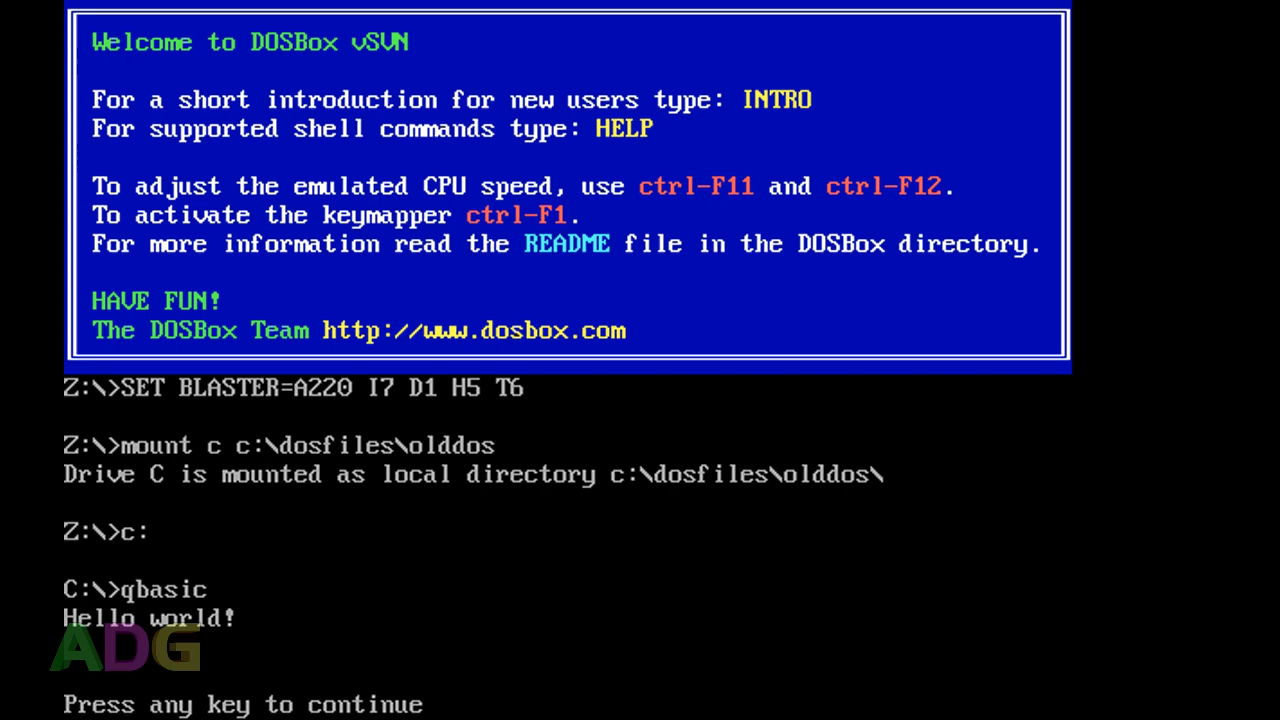 Welcome to DOSBox vSVN
For a short introduction for new users type: INTRO
For supported shell commands type: HELP
To adjust the emulated CPU speed, use ctrl-F11 and ctrl-F12.
To activate the keymapper ctrl-F1.
For more information read the README file in the DOSBox directory.
HAVE FUN!
The DOSBox Team http://www.dosbox.com
Z:\>SET BLASTER=A220 I7 D1 H5 T6
Z:\>mount c c:\dosfiles\olddos
Drive C is mounted as local directory c:\dosfiles\olddos\
Z:\>c:
C:\>qbasic
Hello world!
ADG
Press any key to continue